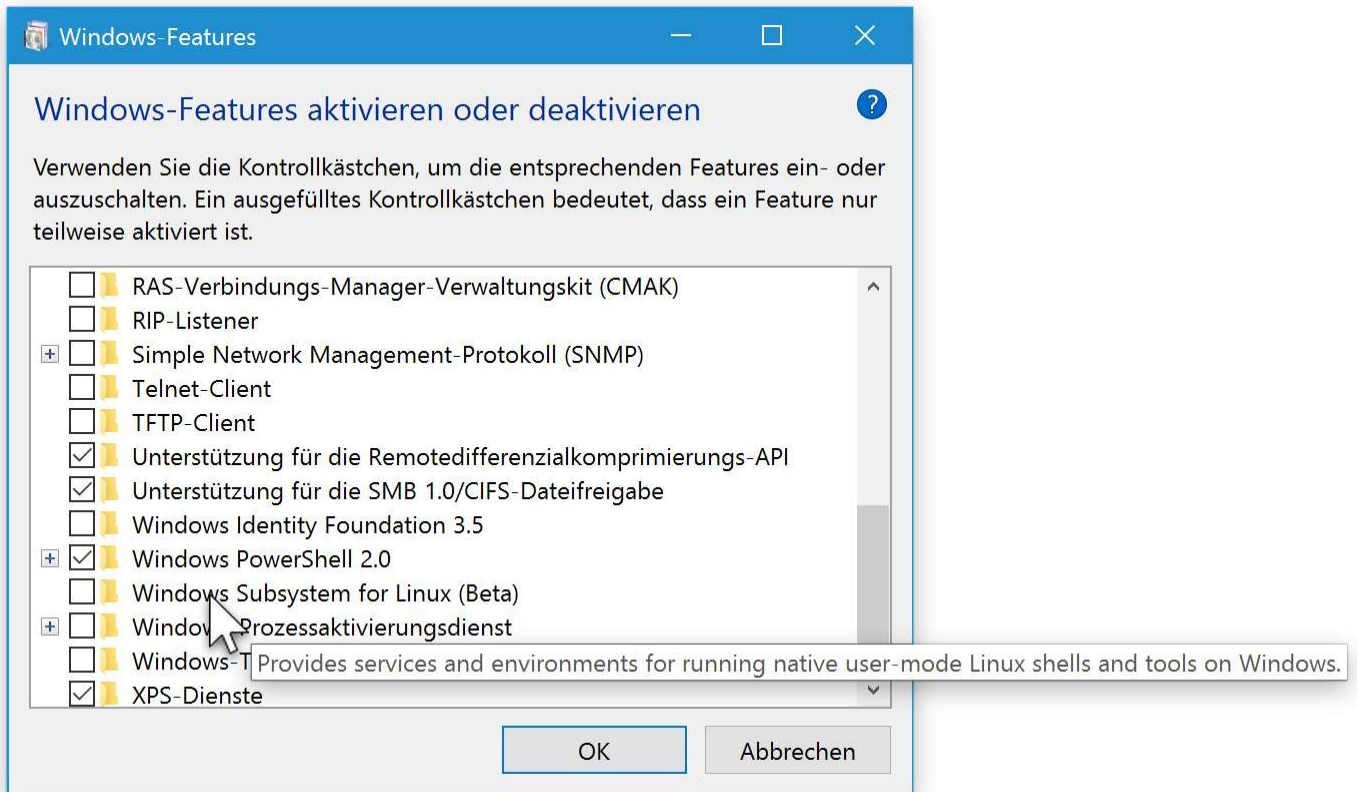 Windows-Features
Windows-Features aktivieren oder deaktivieren
?
Verwenden Sie die Kontrollkästchen, um die entsprechenden Features ein- oder
auszuschalten. Ein ausgefülltes Kontrollkästchen bedeutet, dass ein Feature nur
teilweise aktiviert ist.
RAS-Verbindungs-Manager-Verwaltungskit (CMAK)
RIP-Listener
Simple Network Management-Protokoll (SNMP)
Telnet-Client
TFTP-Client
Unterstützung für die Remotedifferenzialkomprimierungs-API
Unterstützung für die SMB 1.0/CIFS-Dateifreigabe
Windows Identity Foundation 3.5
Windows PowerShell 2.0
Windows Subsystem for Linux (Beta)
Windows-Prozessaktivierungsdienst
Windows-T
Provides services and environments for running native user-mode Linux shells and tools on Windows.
XPS-Dienste
OK
Abbrechen